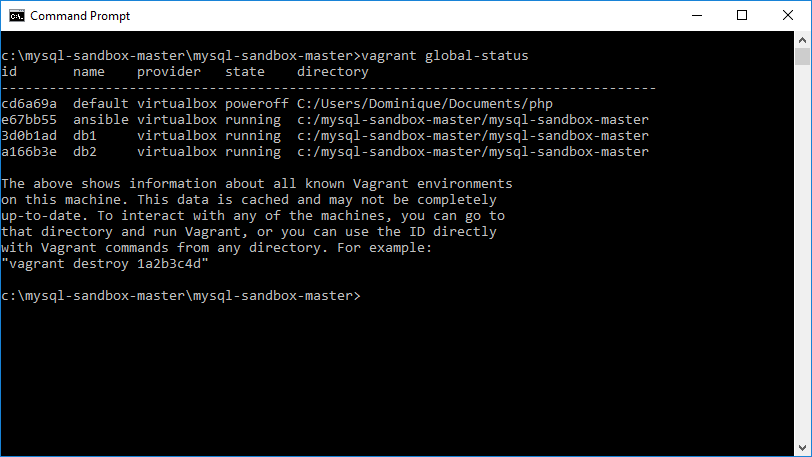 Command Prompt
c:\mysql-sandbox-master\mysql-sandbox-master>vagrant global-status
id       name    provider   state    directory
----------------------------------------------------------------------------------
cd6a69a  default virtualbox poweroff C:/Users/Dominique/Documents/php
e67bb55  ansible virtualbox running  c:/mysql-sandbox-master/mysql-sandbox-master
3d0b1ad  db1     virtualbox running  c:/mysql-sandbox-master/mysql-sandbox-master
a166b3e  db2     virtualbox running  c:/mysql-sandbox-master/mysql-sandbox-master
The above shows information about all known Vagrant environments
on this machine. This data is cached and may not be completely
up-to-date. To interact with any of the machines, you can go to
that directory and run Vagrant, or you can use the ID directly
with Vagrant commands from any directory. For example:
"vagrant destroy 1a2b3c4d"
c:\mysql-sandbox-master\mysql-sandbox-master>